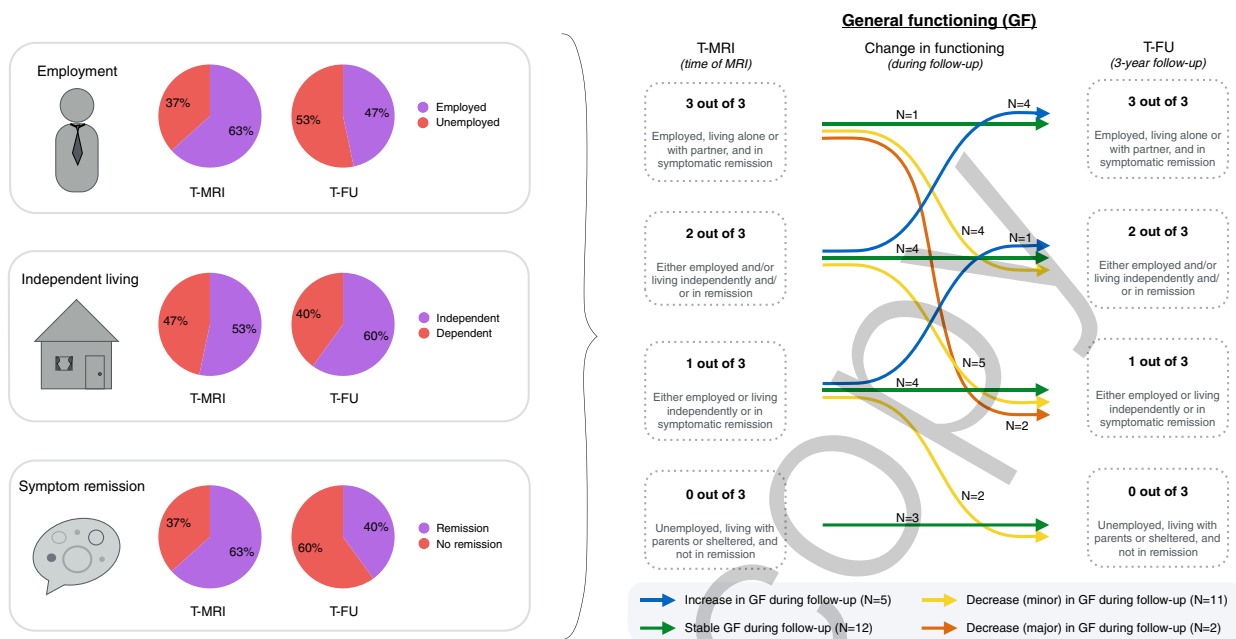 Employment
37%
63%
53%
47%
Employed
Unemployed
T-MRI
T-FU
Independent living
47%
53%
40%
60%
Independent
Dependent
T-MRI
T-FU
Symptom remission
37%
63%
60%
40%
Remission
No remission
T-MRI
T-FU
General functioning (GF)
T-MRI
(time of MRI)
Change in functioning
(during follow-up)
T-FU
(3-year follow-up)
3 out of 3
Employed, living alone or
with partner, and in
symptomatic remission
2 out of 3
Either employed and/or
living independently and/
or in remission
1 out of 3
Either employed or living
independently or in
symptomatic remission
0 out of 3
Unemployed, living with
parents or sheltered, and
not in remission
N=1
N=4
N=4
N=4
N=1
N=4
N=5
N=2
N=2
N=3
3 out of 3
Employed, living alone or
with partner, and in
symptomatic remission
2 out of 3
Either employed and/or
living independently and/
or in remission
1 out of 3
Either employed or living
independently or in
symptomatic remission
0 out of 3
Unemployed, living with
parents or sheltered, and
not in remission
Increase in GF during follow-up (N=5)
Stable GF during follow-up (N=12)
Decrease (minor) in GF during follow-up (N=11)
Decrease (major) in GF during follow-up (N=2)
copy